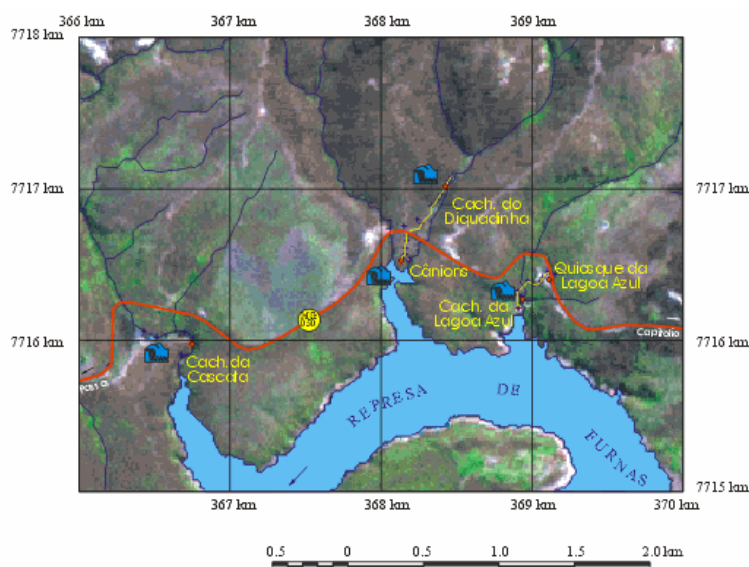 366 km
367 km
368 km
369 km
7718 km
7717 km
7717 km
Cach. do
Diquadinha
Cânions
Quiosque da
Lagoa Azul
Cach. da
Lagoa Azul
Capitolio
7716 km
7716 km
Cach. da
Cascata
REPRESA DE FURNAS
7715 km
367 km
368 km
369 km
370 km
0.5
0
0.5
1.0
1.5
2.0 km